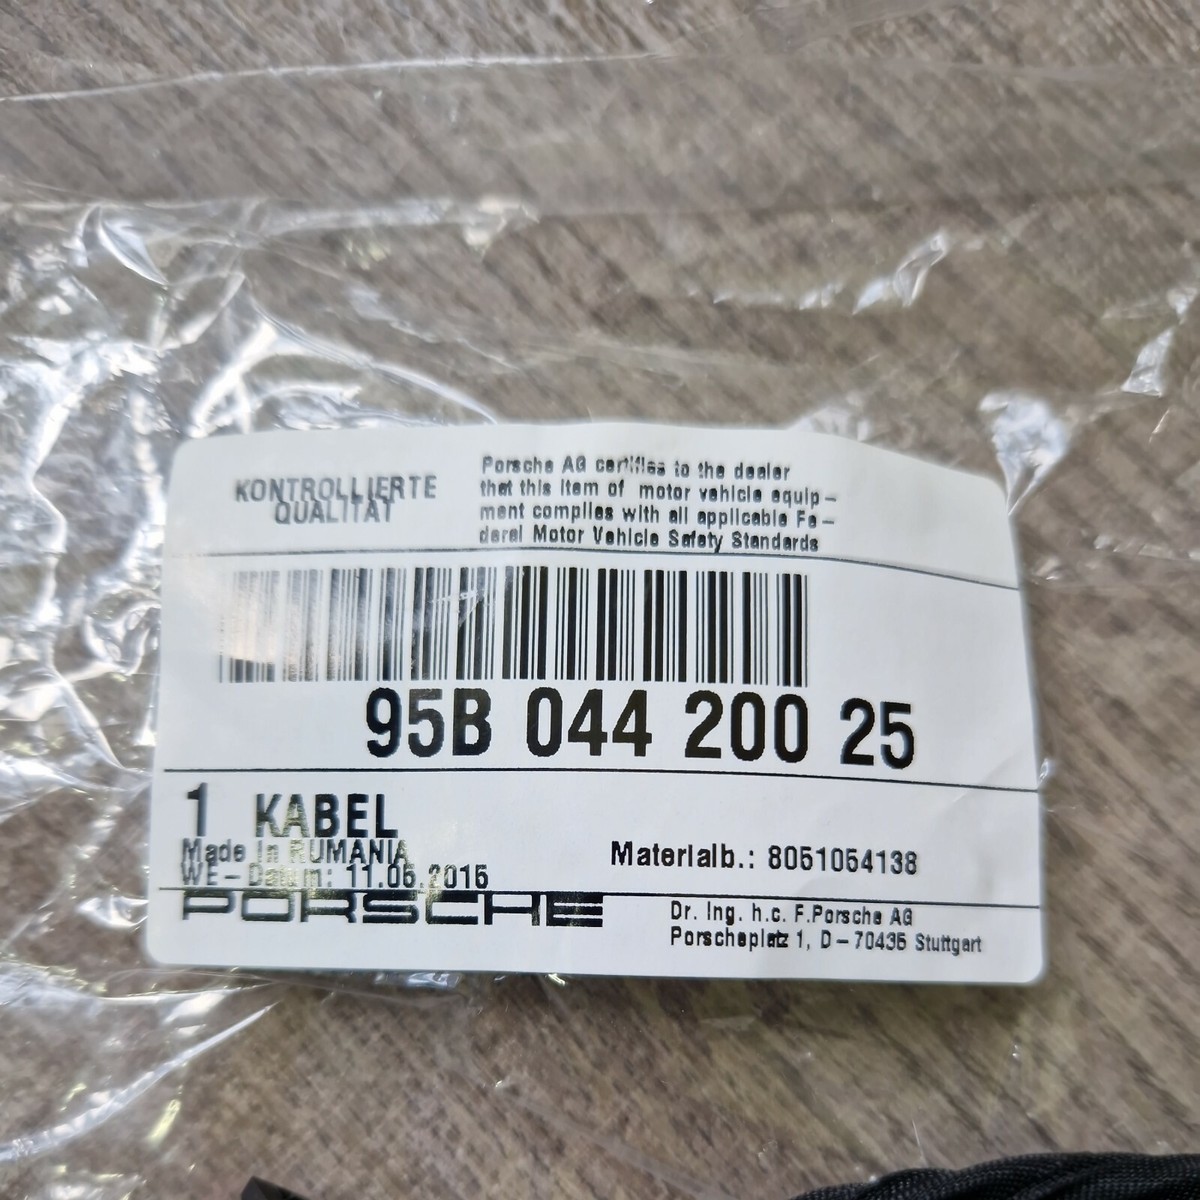 KONTROLLIERTE
QUALITÄT
Porsche AG certifies to the dealer
that this item of motor vehicle equip-
ment complies with all applicable Fe-
deral Motor Vehicle Safety Standards
95B 044 200 25
1 KABEL
Made in RUMANIA
WE-Datum: 11.05.2015
Materialb.: 8051054138
PORSCHE
Dr. Ing. h.c. F.Porsche AG
Porscheplatz 1, D-70435 Stuttgart